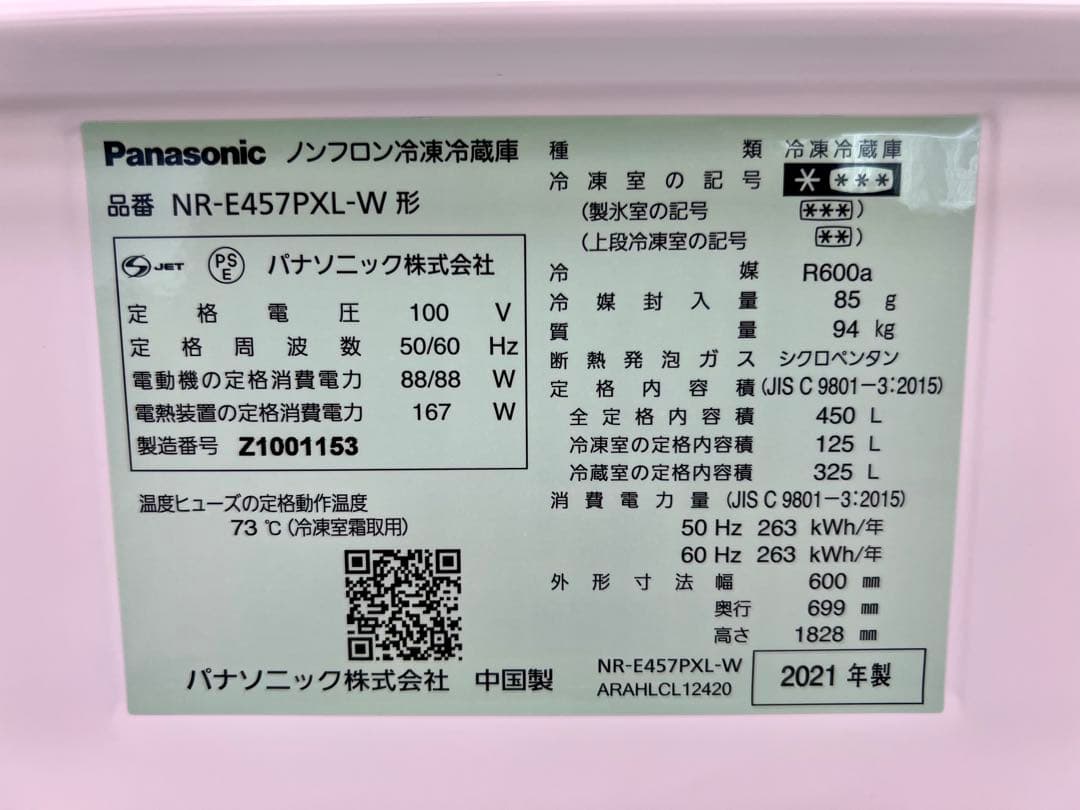 Panasonic ノンフロン冷凍冷蔵庫
品番 NR-E457PXL-W 形
S JET PSE パナソニック株式会社
定格電圧 100 V
定格周波数 50/60 Hz
電動機の定格消費電力 88/88 W
電熱装置の定格消費電力 167 W
製造番号 Z1001153
温度ヒューズの定格動作温度
73 ℃ (冷凍室霜取用)
パナソニック株式会社 中国製
種類 冷凍冷蔵庫
冷凍室の記号 * ***
(製氷室の記号 ***)
(上段冷凍室の記号 **)
冷媒 R600a
冷媒封入量 85 g
質量 94 kg
断熱発泡ガス シクロペンタン
定格内容積 (JIS C 9801-3:2015)
全定格内容積 450 L
冷凍室の定格内容積 125 L
冷蔵室の定格内容積 325 L
消費電力量 (JIS C 9801-3:2015)
50 Hz 263 kWh/年
60 Hz 263 kWh/年
外形寸法 幅 600 mm
奥行 699 mm
高さ 1828 mm
NR-E457PXL-W
ARAHLCL12420
2021 年製